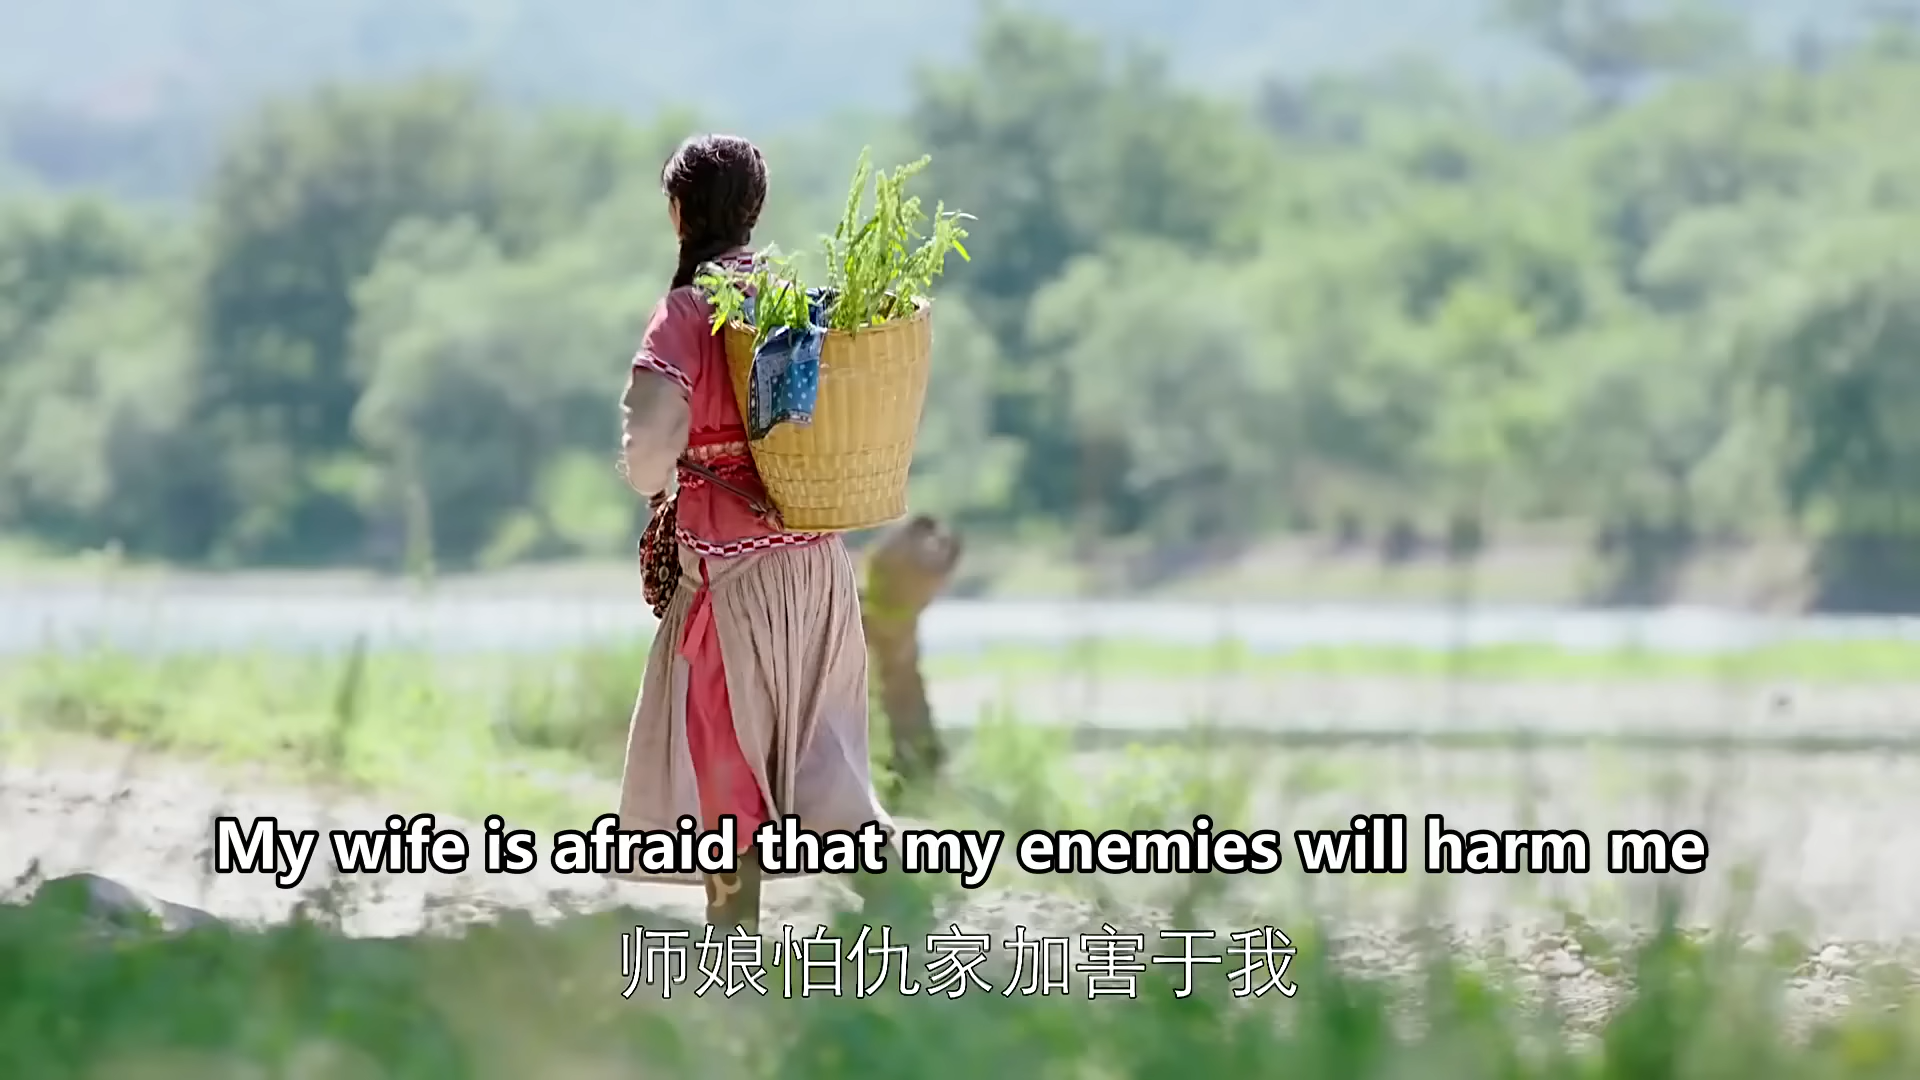 My wife is afraid that my enemies will harm me
师娘怕仇家加害于我